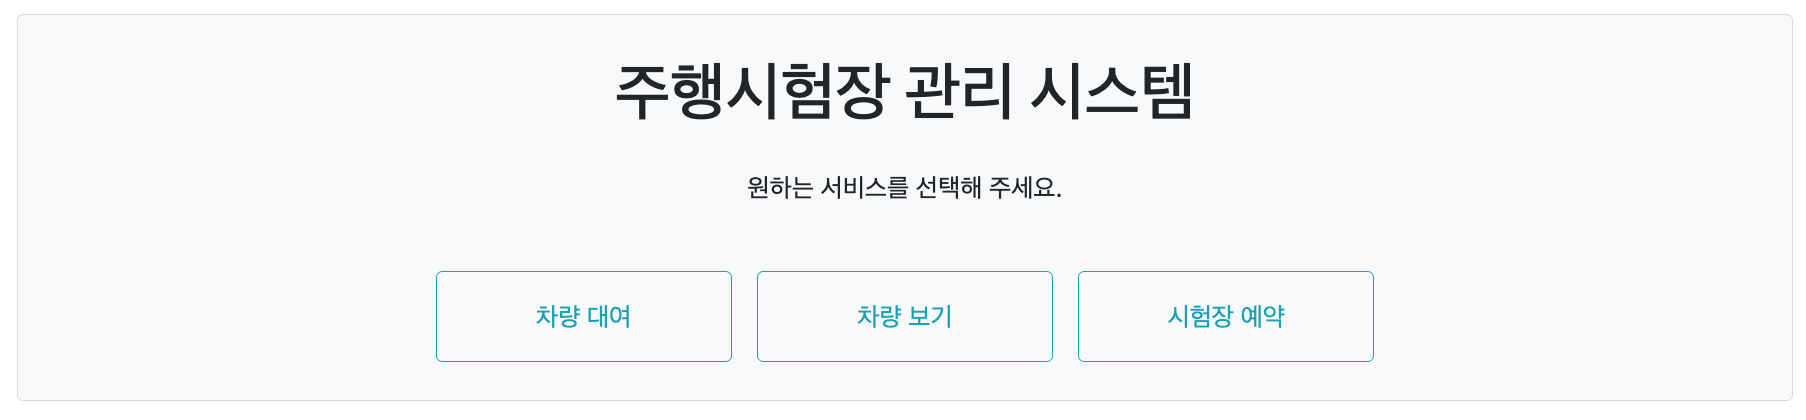 주행시험장 관리 시스템
원하는 서비스를 선택해 주세요.
차량 대여
차량 보기
시험장 예약